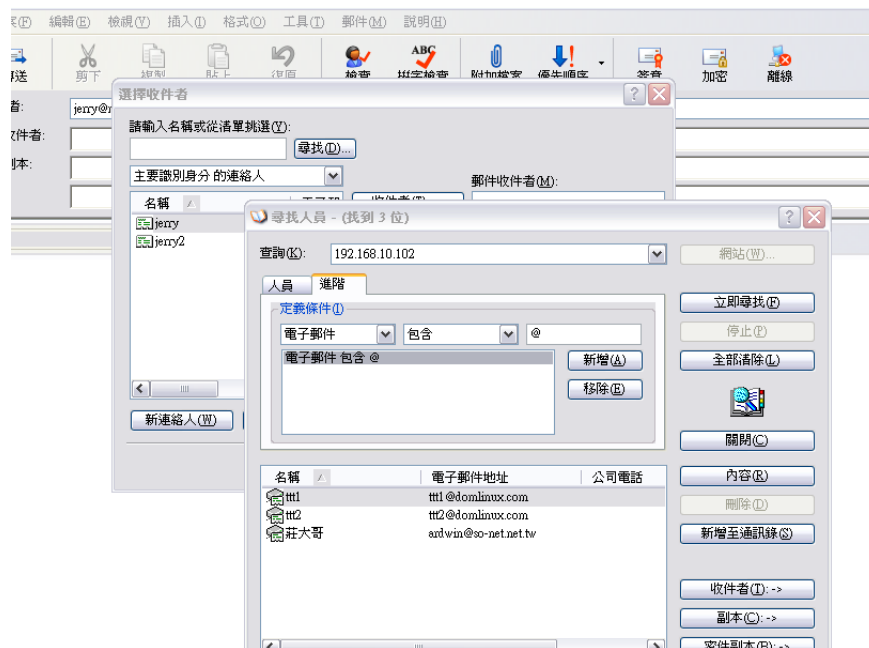 編輯(E) 檢視(V) 插入(I) 格式(O) 工具(T) 郵件(M) 說明(H)
剪下 復原 檢查 拼字檢查 附加檔案 優先順序 簽章 加密 離線
選擇收件者
jerry@
請輸入名稱或從清單挑選(Y):
尋找(D)...
主要識別身分 的連絡人
郵件收件者(M):
名稱
jerry
jerry2
新連絡人(W)
尋找人員 - (找到 3 位)
查詢(K): 192.168.10.102 網站(W)...
人員 進階
定義條件(I)
電子郵件 包含 @
電子郵件 包含 @
新增(A)
移除(E)
立即尋找(F)
停止(P)
全部清除(L)
關閉(C)
名稱 電子郵件地址 公司電話
ttt1 ttt1@domlinux.com
ttt2 ttt2@domlinux.com
莊大哥 ardwin@so-net.net.tw
內容(R)
刪除(D)
新增至通訊錄(S)
收件者(T): ->
副本(C): ->
密件副本(B): ->